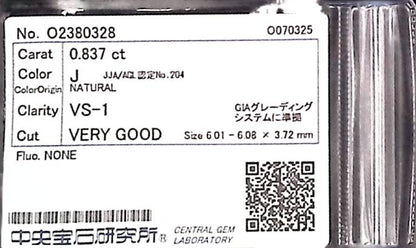 No. O2380328 O070325
Carat 0.837 ct
Color J JJA/AGL認定No.204
ColorOrigin NATURAL
Clarity VS-1 GIAグレーディング
システムに準拠
Cut VERY GOOD Size 6.01 - 6.08 × 3.72 mm
Fluo. NONE
中央宝石研究所® CENTRAL GEM
LABORATORY